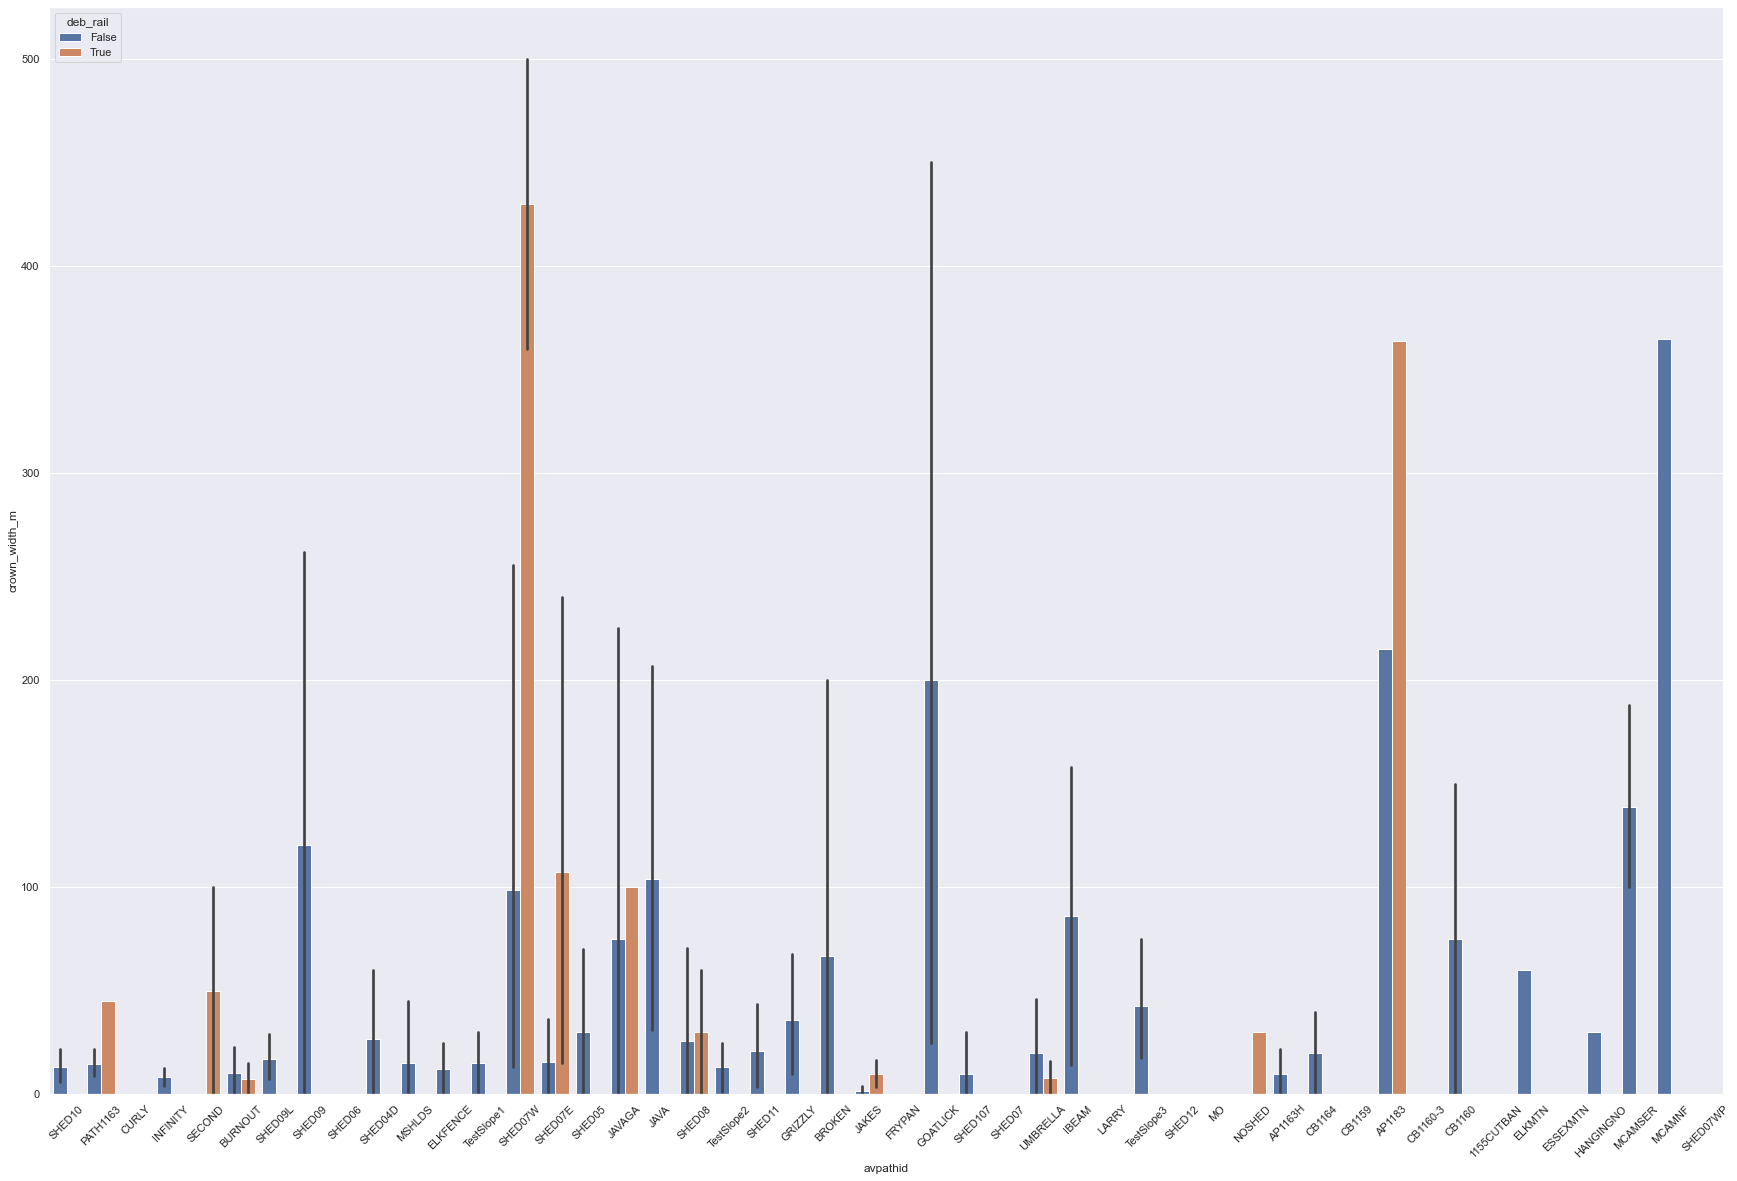 deb_rail
False
True
500
400
300
200
100
0
crown_width_m
SHED10
PATH1163
CURLY
INFINITY
SECOND
BURNOUT
SHED09L
SHED09
SHED06
SHED04D
MSHLDS
ELKFENCE
TestSlope1
SHED07W
SHED07E
SHED05
JAVAGA
JAVA
SHED08
TestSlope2
SHED11
GRIZZLY
BROKEN
JAKES
FRYPAN
GOATLICK
SHED107
SHED07
UMBRELLA
IBEAM
LARRY
TestSlope3
SHED12
MO
NOSHED
AP1163H
CB1164
CB1159
AP1183
CB1160-3
CB1160
1155CUTBAN
ELKMTN
ESSEXMTN
HANGINGNO
MCAMSER
MCAMNF
SHED07WP
avpathid